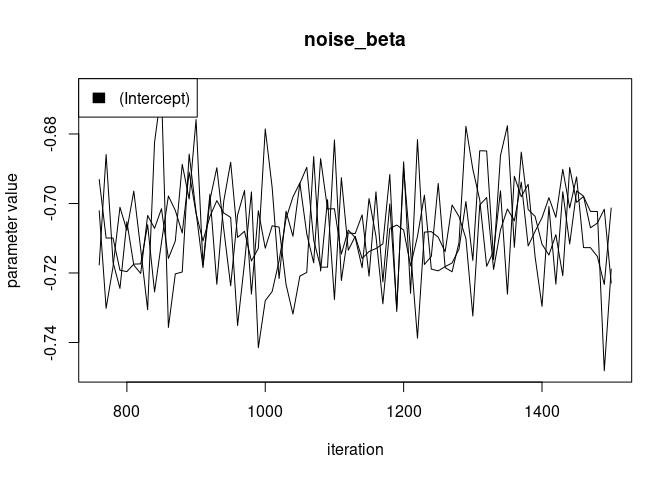 noise_beta
(Intercept)
parameter value
-0.68
-0.70
-0.72
-0.74
800 1000 1200 1400
iteration